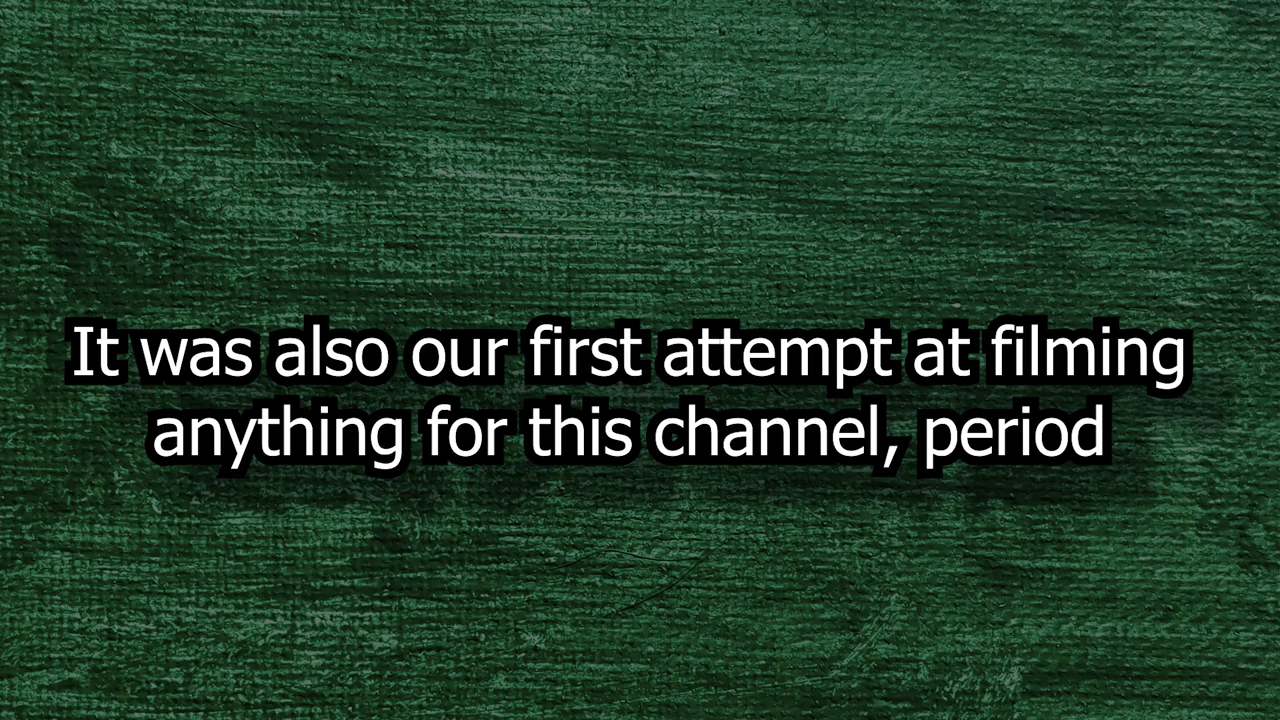 It was also our first attempt at filming
anything for this channel, period